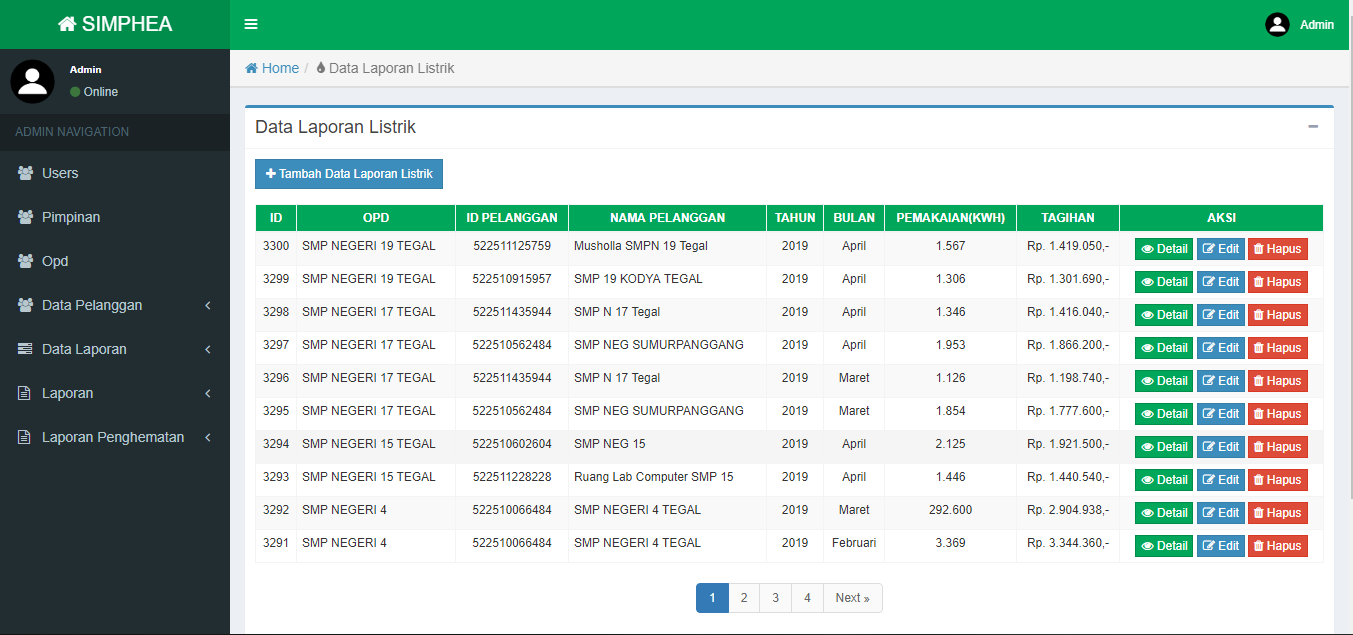 SIMPHEA
Admin
Admin
Online
ADMIN NAVIGATION
Users
Pimpinan
Opd
Data Pelanggan
Data Laporan
Laporan
Laporan Penghematan
Home / Data Laporan Listrik
Data Laporan Listrik
Tambah Data Laporan Listrik
ID OPD ID PELANGGAN NAMA PELANGGAN TAHUN BULAN PEMAKAIAN(KWH) TAGIHAN AKSI
3300 SMP NEGERI 19 TEGAL 522511125759 Musholla SMPN 19 Tegal 2019 April 1.567 Rp. 1.419.050,- Detail Edit Hapus
3299 SMP NEGERI 19 TEGAL 522510915957 SMP 19 KODYA TEGAL 2019 April 1.306 Rp. 1.301.690,- Detail Edit Hapus
3298 SMP NEGERI 17 TEGAL 522511435944 SMP N 17 Tegal 2019 April 1.346 Rp. 1.416.040,- Detail Edit Hapus
3297 SMP NEGERI 17 TEGAL 522510562484 SMP NEG SUMURPANGGANG 2019 April 1.953 Rp. 1.866.200,- Detail Edit Hapus
3296 SMP NEGERI 17 TEGAL 522511435944 SMP N 17 Tegal 2019 Maret 1.126 Rp. 1.198.740,- Detail Edit Hapus
3295 SMP NEGERI 17 TEGAL 522510562484 SMP NEG SUMURPANGGANG 2019 Maret 1.854 Rp. 1.777.600,- Detail Edit Hapus
3294 SMP NEGERI 15 TEGAL 522510602604 SMP NEG 15 2019 April 2.125 Rp. 1.921.500,- Detail Edit Hapus
3293 SMP NEGERI 15 TEGAL 522511228228 Ruang Lab Computer SMP 15 2019 April 1.446 Rp. 1.440.540,- Detail Edit Hapus
3292 SMP NEGERI 4 522510066484 SMP NEGERI 4 TEGAL 2019 Maret 292.600 Rp. 2.904.938,- Detail Edit Hapus
3291 SMP NEGERI 4 522510066484 SMP NEGERI 4 TEGAL 2019 Februari 3.369 Rp. 3.344.360,- Detail Edit Hapus
1 2 3 4 Next »